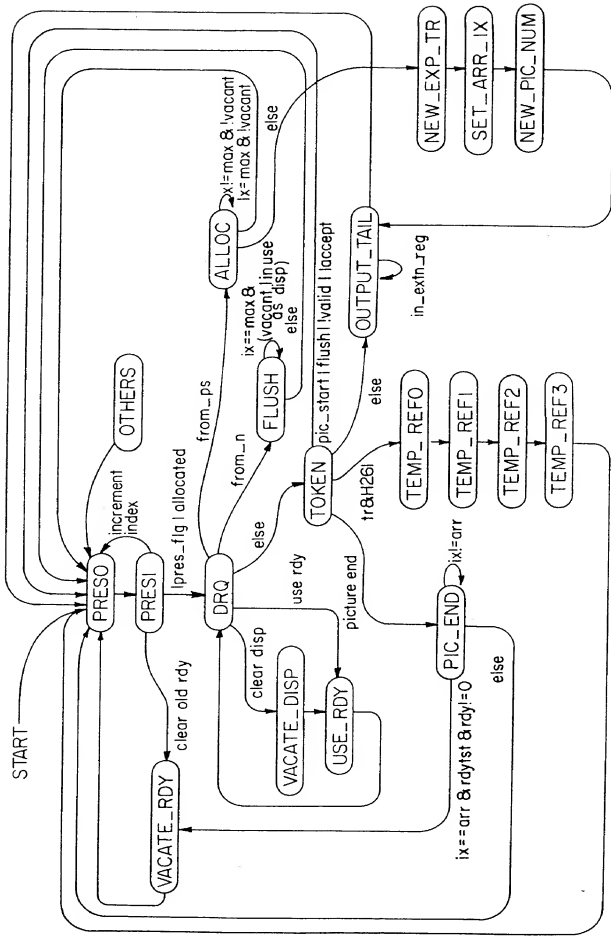 START
PRES0
OTHERS
increment
index
PRES1
clear old rdy
VACATE_RDY
!pres_flg | allocated
DRQ
from_ps
from_n
else
use rdy
clear disp
VACATE_DISP
USE_RDY
ALLOC
x!=max & !vacant
ix=max & !vacant
else
FLUSH
ix==max &
(vacant | in use
as disp)
else
TOKEN
pic_start | flush | !valid | !accept
else
tr&H261
picture end
OUTPUT_TAIL
in_extn_reg
NEW_EXP_TR
SET_ARR_IX
NEW_PIC_NUM
TEMP_REF0
TEMP_REF1
TEMP_REF2
TEMP_REF3
PIC_END
ix!=arr
else
ix==arr & rdytst & rdy!=0